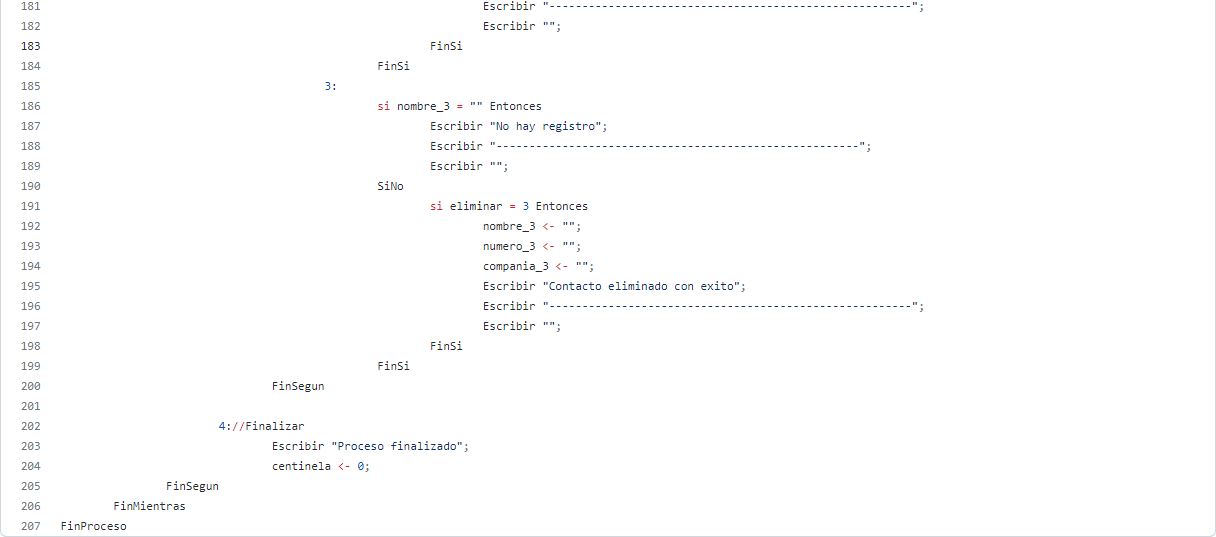 181 Escribir "-------------------------------------------------------";
182 Escribir "";
183 FinSi
184 FinSi
185 3:
186 si nombre_3 = "" Entonces
187 Escribir "No hay registro";
188 Escribir "-------------------------------------------------------";
189 Escribir "";
190 SiNo
191 si eliminar = 3 Entonces
192 nombre_3 <- "";
193 numero_3 <- "";
194 compania_3 <- "";
195 Escribir "Contacto eliminado con exito";
196 Escribir "-------------------------------------------------------";
197 Escribir "";
198 FinSi
199 FinSi
200 FinSegun
201
202 4://Finalizar
203 Escribir "Proceso finalizado";
204 centinela <- 0;
205 FinSegun
206 FinMientras
207 FinProceso